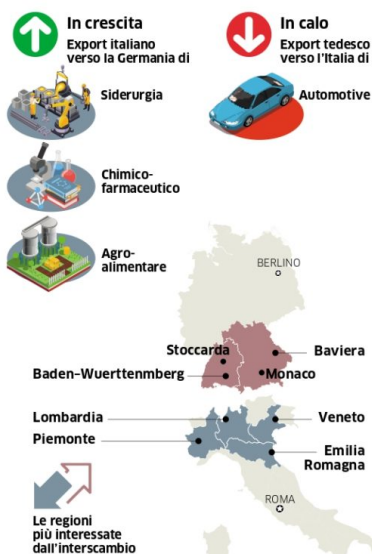 In crescita
Export italiano
verso la Germania di
Siderurgia
Chimico-
farmaceutico
Agro-
alimentare
In calo
Export tedesco
verso l'Italia di
Automotive
BERLINO
Stoccarda
Baviera
Baden-Wuerttenmberg
Monaco
Lombardia
Veneto
Piemonte
Emilia
Romagna
ROMA
Le regioni
più interessate
dall'interscambio